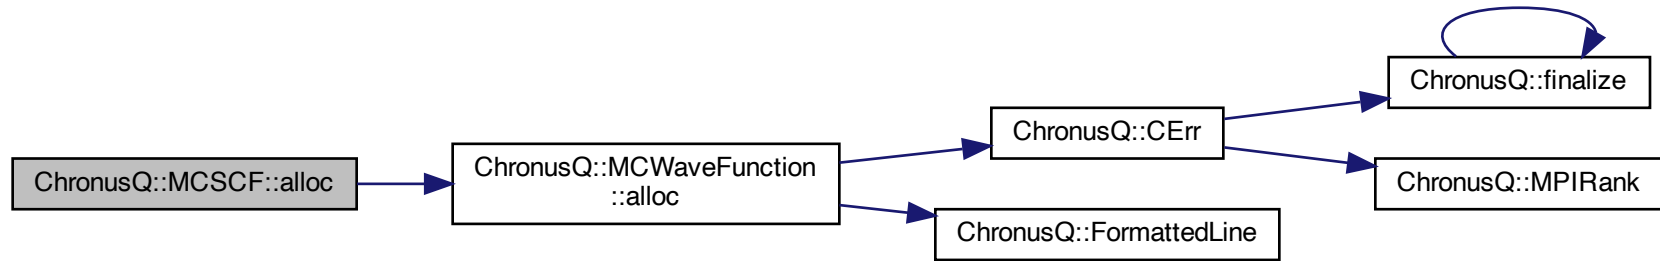 ChronusQ::MCSCF::alloc
ChronusQ::MCWaveFunction
::alloc
ChronusQ::CErr
ChronusQ::FormattedLine
ChronusQ::finalize
ChronusQ::MPIRank